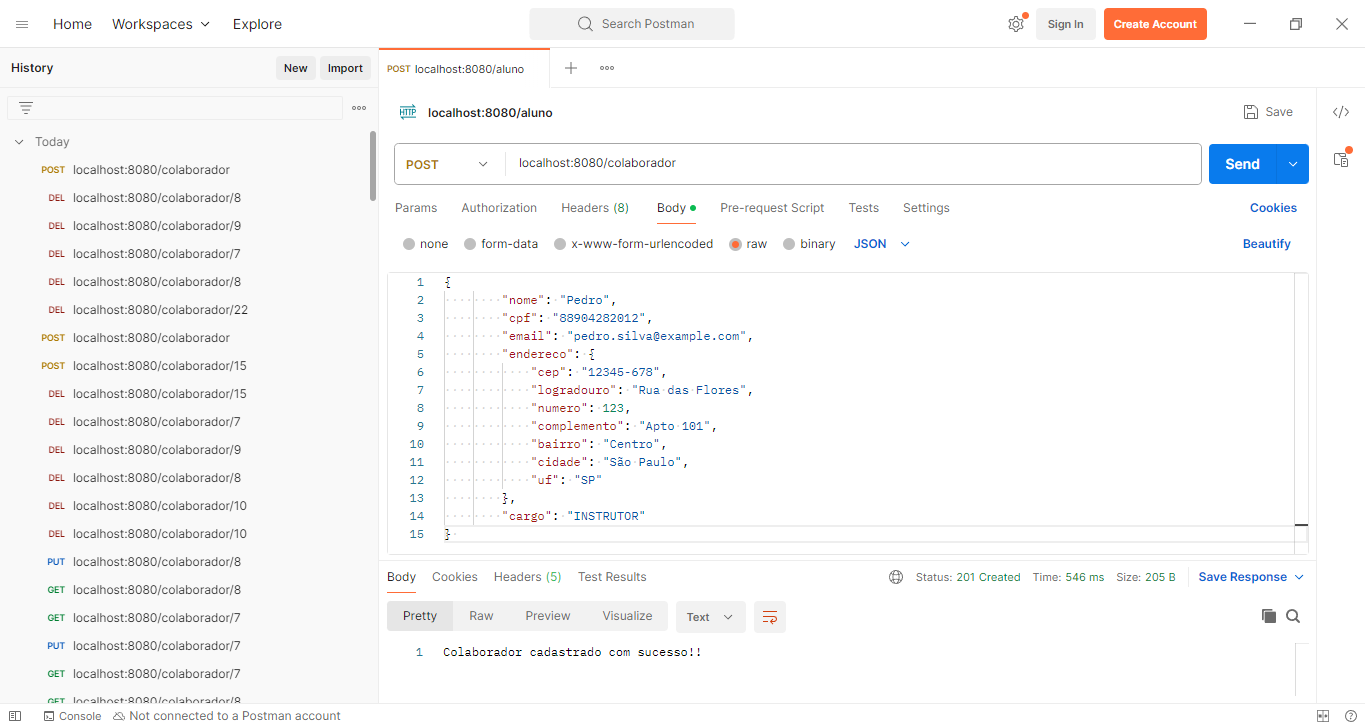 Home Workspaces Explore Search Postman Sign In Create Account
History New Import
POST localhost:8080/aluno
HTTP localhost:8080/aluno Save
Today
POST localhost:8080/colaborador
DEL localhost:8080/colaborador/8
DEL localhost:8080/colaborador/9
DEL localhost:8080/colaborador/7
DEL localhost:8080/colaborador/8
DEL localhost:8080/colaborador/22
POST localhost:8080/colaborador
POST localhost:8080/colaborador/15
DEL localhost:8080/colaborador/15
DEL localhost:8080/colaborador/7
DEL localhost:8080/colaborador/9
DEL localhost:8080/colaborador/8
DEL localhost:8080/colaborador/10
DEL localhost:8080/colaborador/10
PUT localhost:8080/colaborador/8
GET localhost:8080/colaborador/8
GET localhost:8080/colaborador/7
PUT localhost:8080/colaborador/7
GET localhost:8080/colaborador/7
GET localhost:8080/colaborador/8
POST localhost:8080/colaborador Send
Params Authorization Headers (8) Body Pre-request Script Tests Settings Cookies
none form-data x-www-form-urlencoded raw binary JSON Beautify
1 {
2 "nome": "Pedro",
3 "cpf": "88904282012",
4 "email": "pedro.silva@example.com",
5 "endereco": {
6 "cep": "12345-678",
7 "logradouro": "Rua das Flores",
8 "numero": 123,
9 "complemento": "Apto 101",
10 "bairro": "Centro",
11 "cidade": "São Paulo",
12 "uf": "SP"
13 },
14 "cargo": "INSTRUTOR"
15 }
Body Cookies Headers (5) Test Results Status: 201 Created Time: 546 ms Size: 205 B Save Response
Pretty Raw Preview Visualize Text
1 Colaborador cadastrado com sucesso!!
Console Not connected to a Postman account